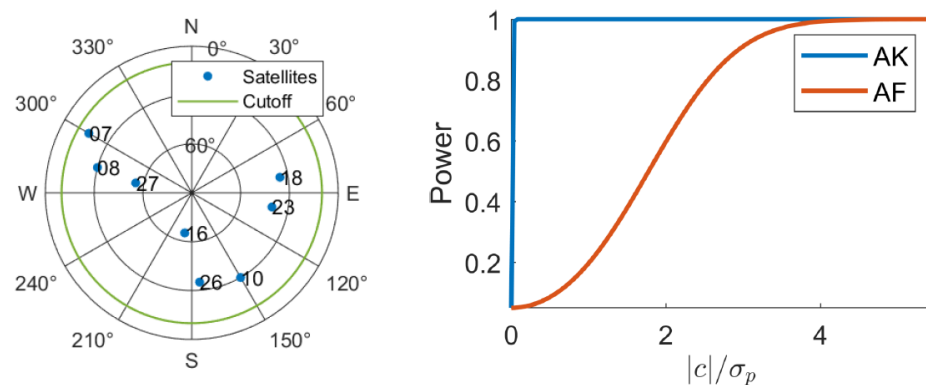 N
330° 0° 30°
Satellites
Cutoff
300° 60°
07
60°
08
27 18
W E
23
16
26 10
240° 120°
210° 150°
S
1
AK
AF
0.8
0.6
0.4
0.2
Power
0 2 4
|c|/σ_p